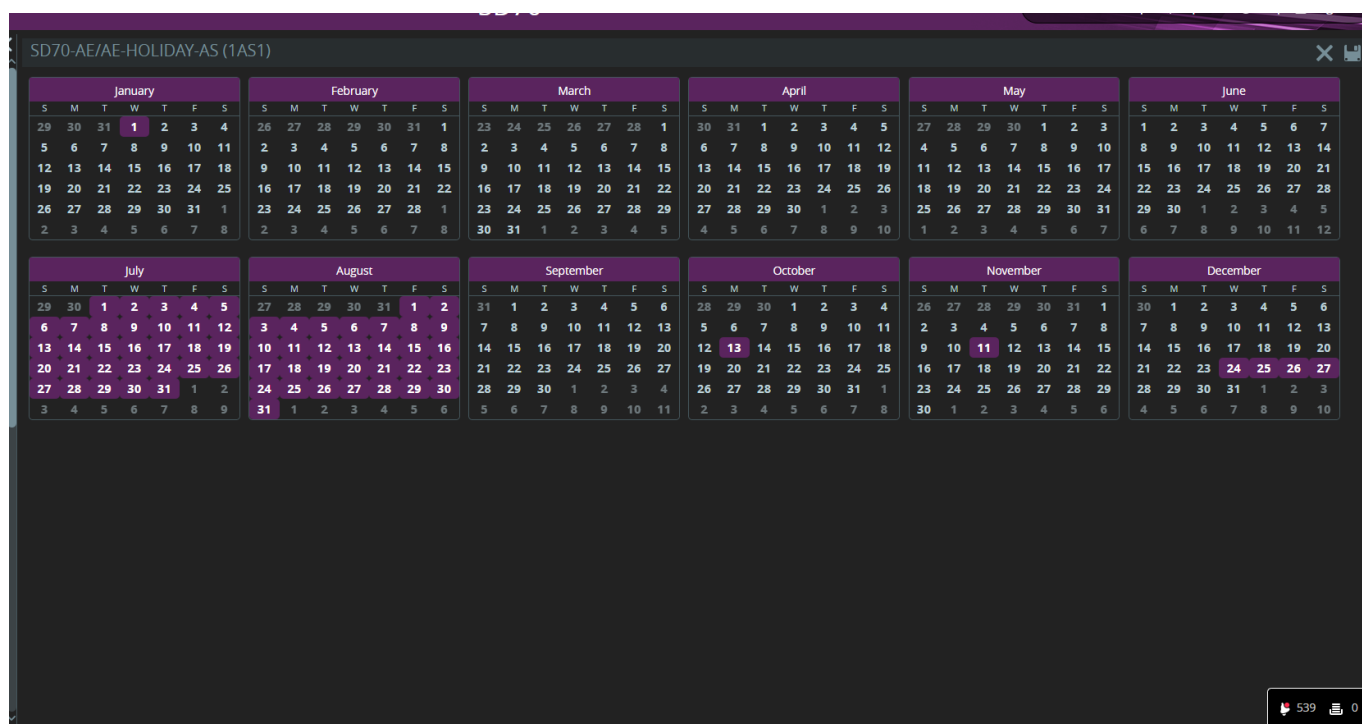 SD70
SD70-AE/AE-HOLIDAY-AS (1AS1)
January February March April May June
S M T W T F S S M T W T F S S M T W T F S S M T W T F S S M T W T F S S M T W T F S
29 30 31 1 2 3 4 26 27 28 29 30 31 1 23 24 25 26 27 28 1 30 31 1 2 3 4 5 27 28 29 30 1 2 3 1 2 3 4 5 6 7
5 6 7 8 9 10 11 2 3 4 5 6 7 8 2 3 4 5 6 7 8 6 7 8 9 10 11 12 4 5 6 7 8 9 10 8 9 10 11 12 13 14
12 13 14 15 16 17 18 9 10 11 12 13 14 15 9 10 11 12 13 14 15 13 14 15 16 17 18 19 11 12 13 14 15 16 17 15 16 17 18 19 20 21
19 20 21 22 23 24 25 16 17 18 19 20 21 22 16 17 18 19 20 21 22 20 21 22 23 24 25 26 18 19 20 21 22 23 24 22 23 24 25 26 27 28
26 27 28 29 30 31 1 23 24 25 26 27 28 1 23 24 25 26 27 28 29 27 28 29 30 1 2 3 25 26 27 28 29 30 31 29 30 1 2 3 4 5
2 3 4 5 6 7 8 2 3 4 5 6 7 8 30 31 1 2 3 4 5 4 5 6 7 8 9 10 1 2 3 4 5 6 7 6 7 8 9 10 11 12
July August September October November December
S M T W T F S S M T W T F S S M T W T F S S M T W T F S S M T W T F S S M T W T F S
29 30 1 2 3 4 5 27 28 29 30 31 1 2 31 1 2 3 4 5 6 28 29 30 1 2 3 4 26 27 28 29 30 31 1 30 1 2 3 4 5 6
6 7 8 9 10 11 12 3 4 5 6 7 8 9 7 8 9 10 11 12 13 5 6 7 8 9 10 11 2 3 4 5 6 7 8 7 8 9 10 11 12 13
13 14 15 16 17 18 19 10 11 12 13 14 15 16 14 15 16 17 18 19 20 12 13 14 15 16 17 18 9 10 11 12 13 14 15 14 15 16 17 18 19 20
20 21 22 23 24 25 26 17 18 19 20 21 22 23 21 22 23 24 25 26 27 19 20 21 22 23 24 25 16 17 18 19 20 21 22 21 22 23 24 25 26 27
27 28 29 30 31 1 2 24 25 26 27 28 29 30 28 29 30 1 2 3 4 26 27 28 29 30 31 1 23 24 25 26 27 28 29 28 29 30 31 1 2 3
3 4 5 6 7 8 9 31 1 2 3 4 5 6 5 6 7 8 9 10 11 2 3 4 5 6 7 8 30 1 2 3 4 5 6 4 5 6 7 8 9 10
539 0